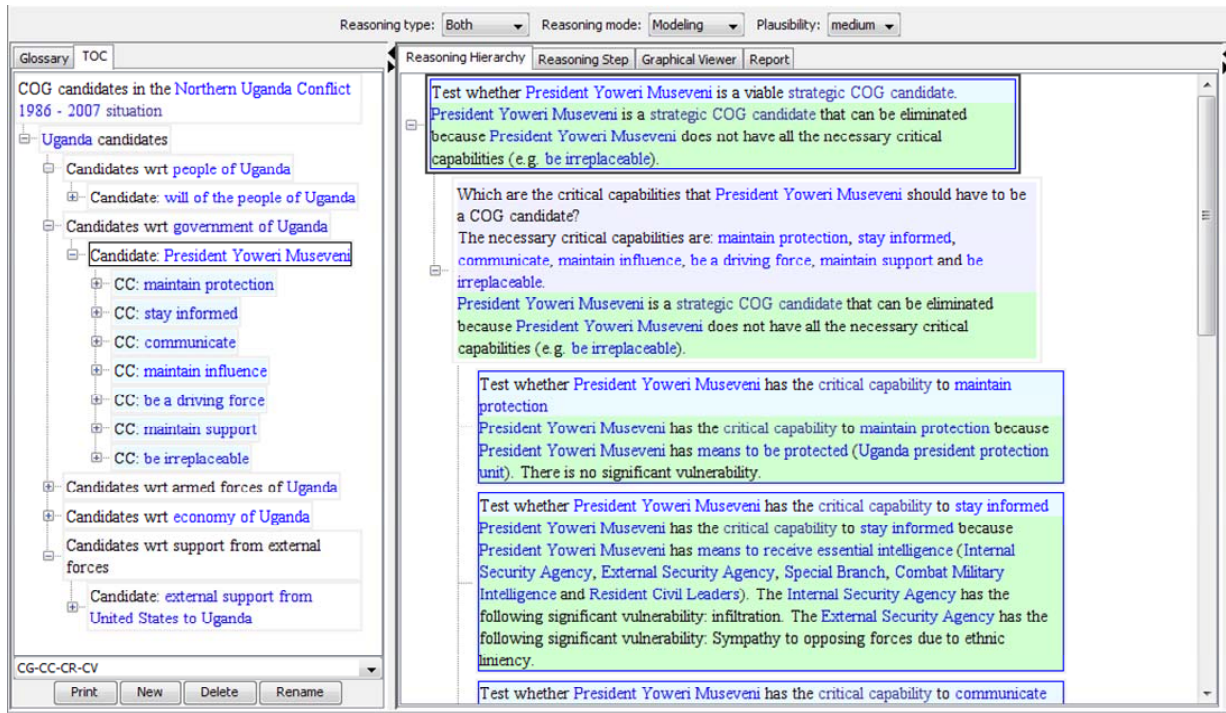 Reasoning type: Both Reasoning mode: Modeling Plausibility: medium
Glossary TOC
COG candidates in the Northern Uganda Conflict
1986 - 2007 situation
Uganda candidates
Candidates wrt people of Uganda
Candidate: will of the people of Uganda
Candidates wrt government of Uganda
Candidate: President Yoweri Museveni
CC: maintain protection
CC: stay informed
CC: communicate
CC: maintain influence
CC: be a driving force
CC: maintain support
CC: be irreplaceable
Candidates wrt armed forces of Uganda
Candidates wrt economy of Uganda
Candidates wrt support from external
forces
Candidate: external support from
United States to Uganda
CG-CC-CR-CV
Print New Delete Rename
Reasoning Hierarchy Reasoning Step Graphical Viewer Report
Test whether President Yoweri Museveni is a viable strategic COG candidate.
President Yoweri Museveni is a strategic COG candidate that can be eliminated
because President Yoweri Museveni does not have all the necessary critical
capabilities (e.g. be irreplaceable).
Which are the critical capabilities that President Yoweri Museveni should have to be
a COG candidate?
The necessary critical capabilities are: maintain protection, stay informed,
communicate, maintain influence, be a driving force, maintain support and be
irreplaceable.
President Yoweri Museveni is a strategic COG candidate that can be eliminated
because President Yoweri Museveni does not have all the necessary critical
capabilities (e.g. be irreplaceable).
Test whether President Yoweri Museveni has the critical capability to maintain
protection
President Yoweri Museveni has the critical capability to maintain protection because
President Yoweri Museveni has means to be protected (Uganda president protection
unit). There is no significant vulnerability.
Test whether President Yoweri Museveni has the critical capability to stay informed
President Yoweri Museveni has the critical capability to stay informed because
President Yoweri Museveni has means to receive essential intelligence (Internal
Security Agency, External Security Agency, Special Branch, Combat Military
Intelligence and Resident Civil Leaders). The Internal Security Agency has the
following significant vulnerability: infiltration. The External Security Agency has the
following significant vulnerability: Sympathy to opposing forces due to ethnic
liniency.
Test whether President Yoweri Museveni has the critical capability to communicate